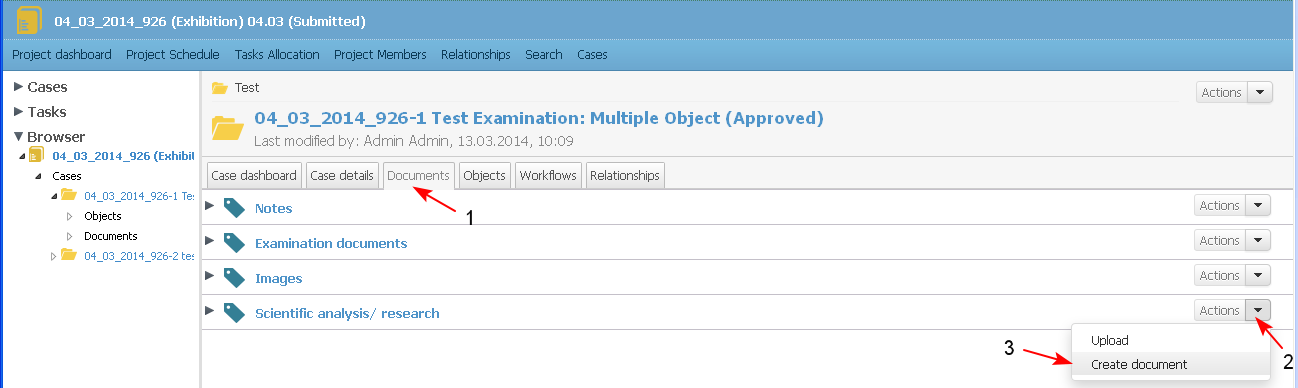 04_03_2014_926 (Exhibition) 04.03 (Submitted)
Project dashboard Project Schedule Tasks Allocation Project Members Relationships Search Cases
Cases
Tasks
Browser
04_03_2014_926 (Exhibit
Cases
04_03_2014_926-1 Tes
Objects
Documents
04_03_2014_926-2 tes
Test
Actions
04_03_2014_926-1 Test Examination: Multiple Object (Approved)
Last modified by: Admin Admin, 13.03.2014, 10:09
Case dashboard Case details Documents Objects Workflows Relationships
1
Notes Actions
Examination documents Actions
Images Actions
Scientific analysis/ research Actions
2
Upload
3
Create document